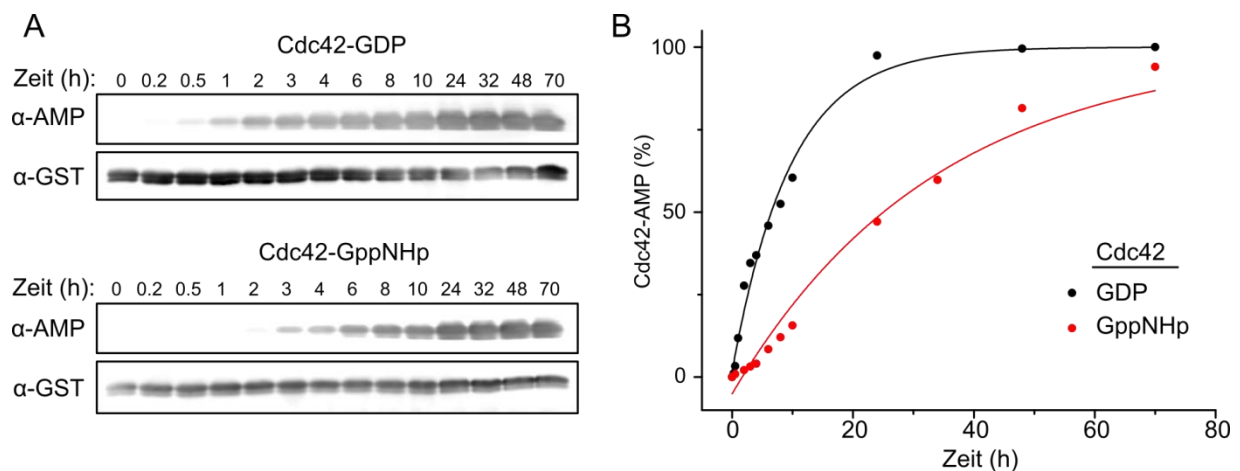 A
Cdc42-GDP
Zeit (h): 0 0.2 0.5 1 2 3 4 6 8 10 24 32 48 70
α-AMP
α-GST
Cdc42-GppNHp
Zeit (h): 0 0.2 0.5 1 2 3 4 6 8 10 24 32 48 70
α-AMP
α-GST
B
Cdc42-AMP (%)
100
50
0
0 20 40 60 80
Zeit (h)
Cdc42
GDP
GppNHp